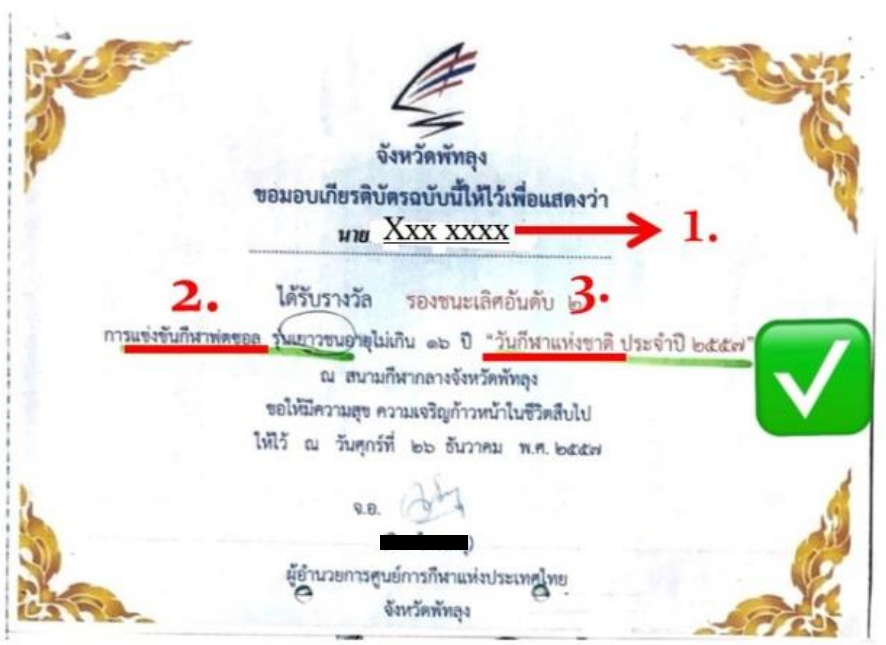 จังหวัดพัทลุง
ขอมอบเกียรติบัตรฉบับนี้ให้ไว้เพื่อแสดงว่า
นาย Xxx xxxx 1.
2. 3.
ได้รับรางวัล รองชนะเลิศอันดับ ๒
การแข่งขันกีฬาฟุตซอล รุ่นเยาวชนอายุไม่เกิน ๑๖ ปี "วันกีฬาแห่งชาติ ประจำปี ๒๕๕๗"
ณ สนามกีฬากลางจังหวัดพัทลุง
ขอให้มีความสุข ความเจริญก้าวหน้าในชีวิตสืบไป
ให้ไว้ ณ วันศุกร์ที่ ๒๖ ธันวาคม พ.ศ. ๒๕๕๗
จ.อ.
ผู้อำนวยการศูนย์การกีฬาแห่งประเทศไทย
จังหวัดพัทลุง